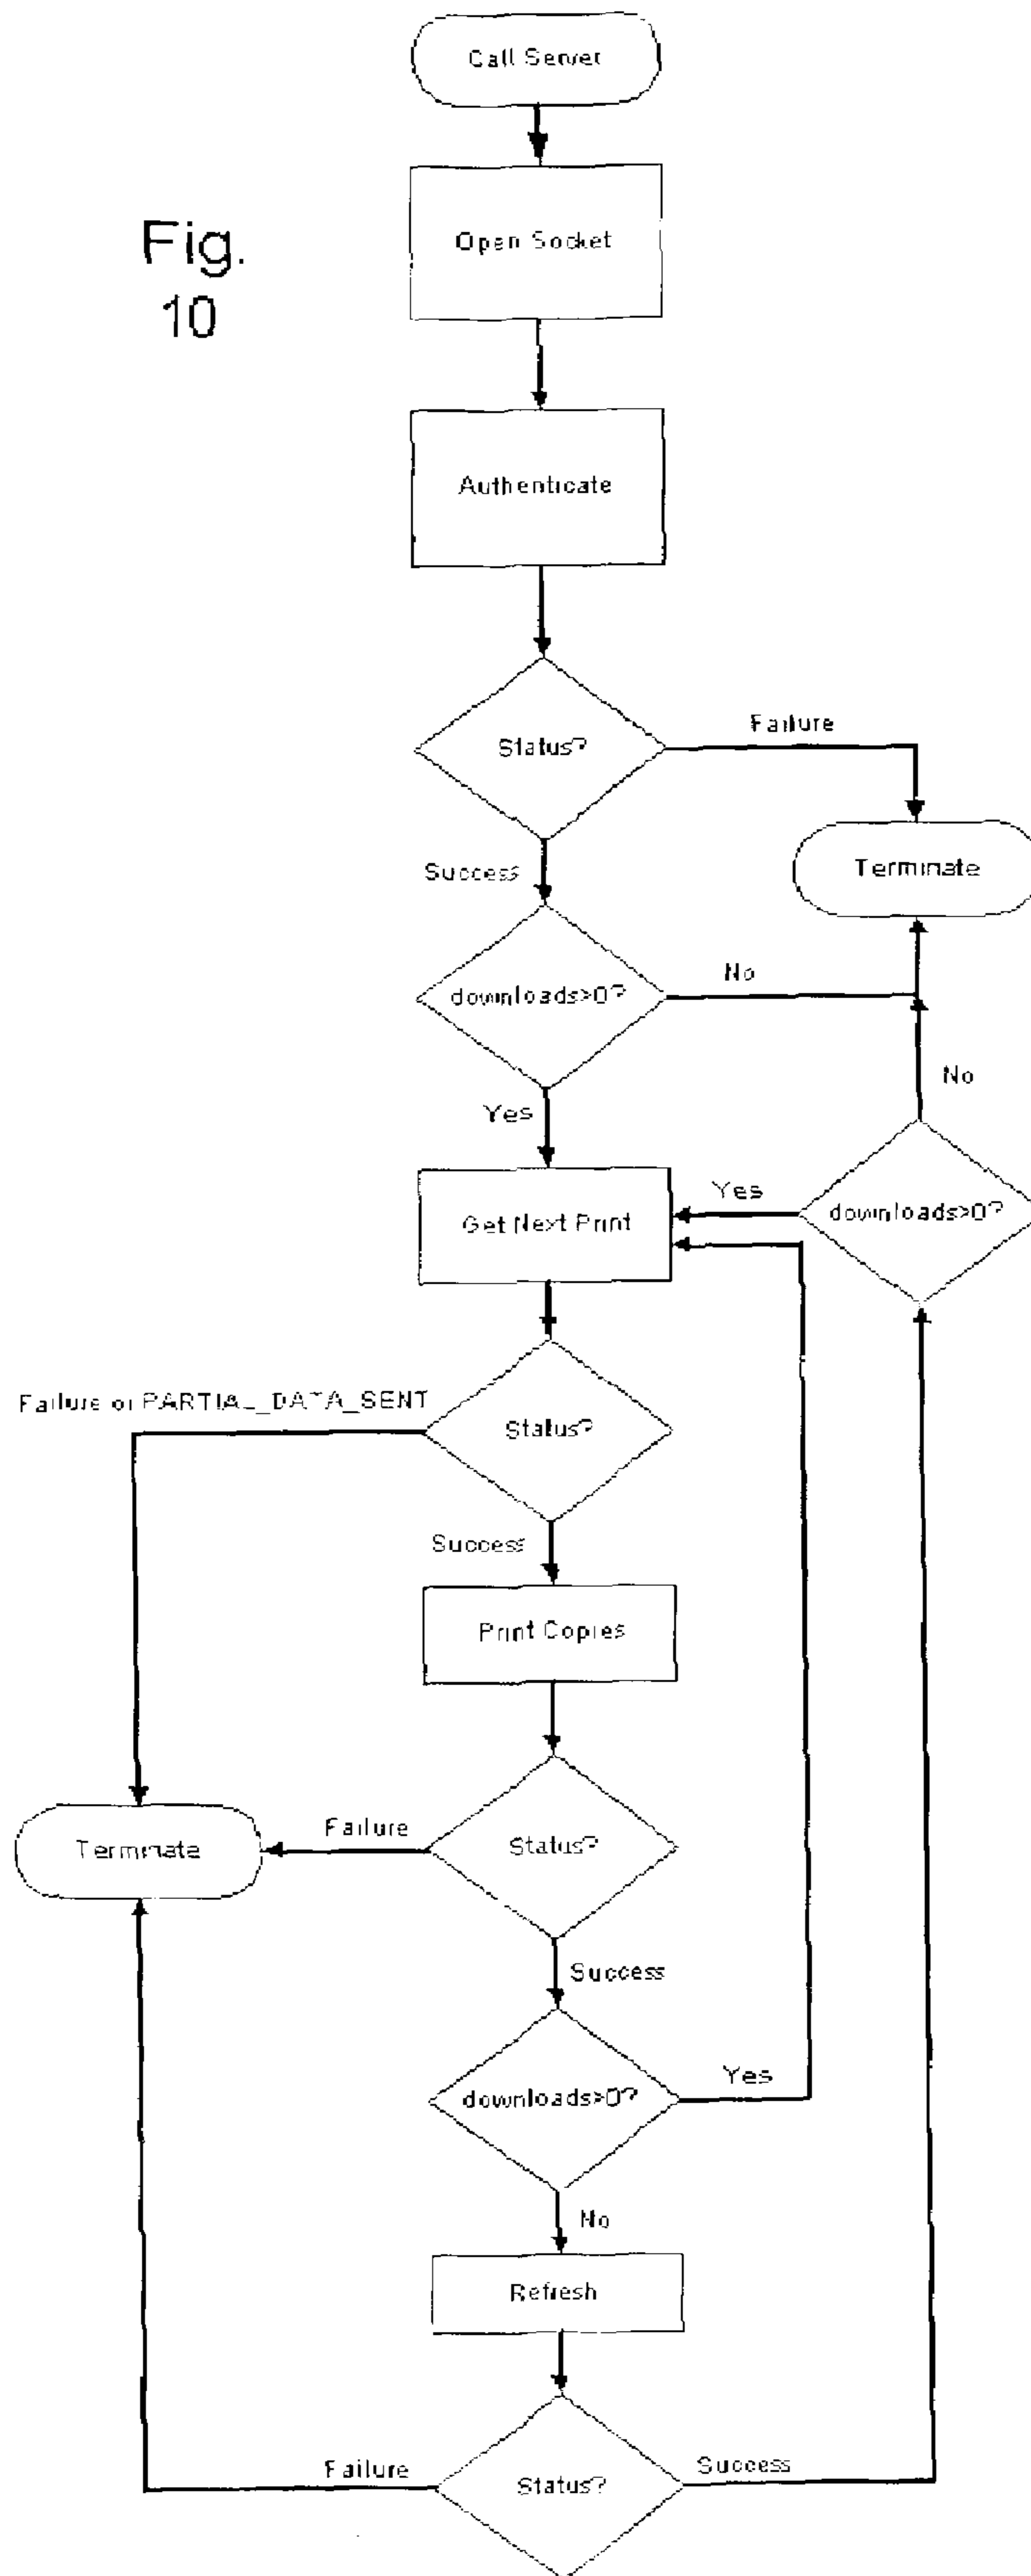 Call Server
Fig.
10
Open Socket
Authenticate
Status?
Failure
Success
Terminate
downloads>0?
No
No
Yes
Get Next Print
Yes
downloads>0?
Failure or PARTIAL_DATA_SENT
Status?
Success
Print Copies
Terminate
Failure
Status?
Success
downloads>0?
Yes
No
Refresh
Failure
Status?
Success